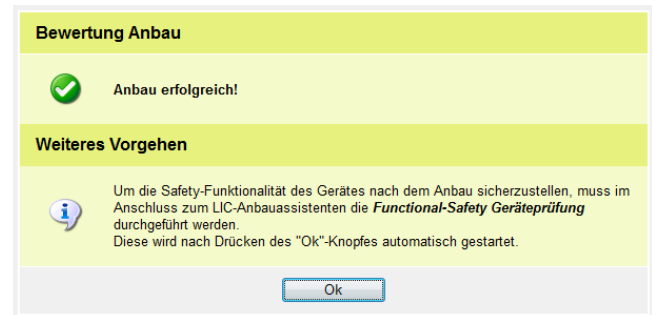 Bewertung Anbau
Anbau erfolgreich!
Weiteres Vorgehen
Um die Safety-Funktionalität des Gerätes nach dem Anbau sicherzustellen, muss im
Anschluss zum LIC-Anbauassistenten die Functional-Safety Geräteprüfung
durchgeführt werden.
Diese wird nach Drücken des "Ok"-Knopfes automatisch gestartet.
Ok